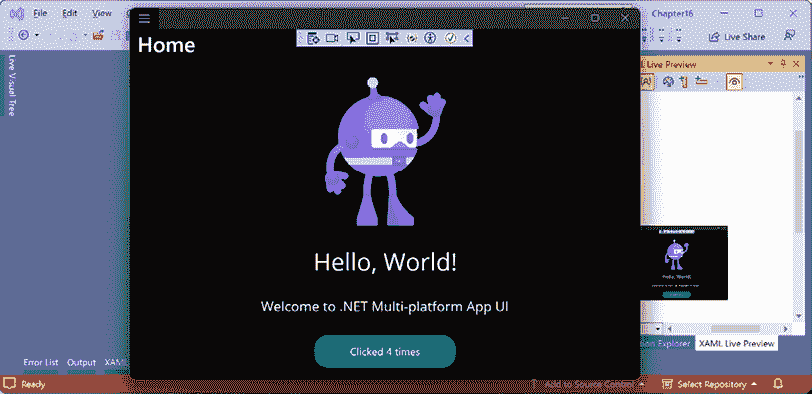 File Edit View
Chapter16
Live Share
Home
Live Preview
Live Visual Tree
Hello, World!
Welcome to .NET Multi-platform App UI
Clicked 4 times
Error List Output XAM
Explorer XAML Live Preview
Ready
Add to Source Control
Select Repository